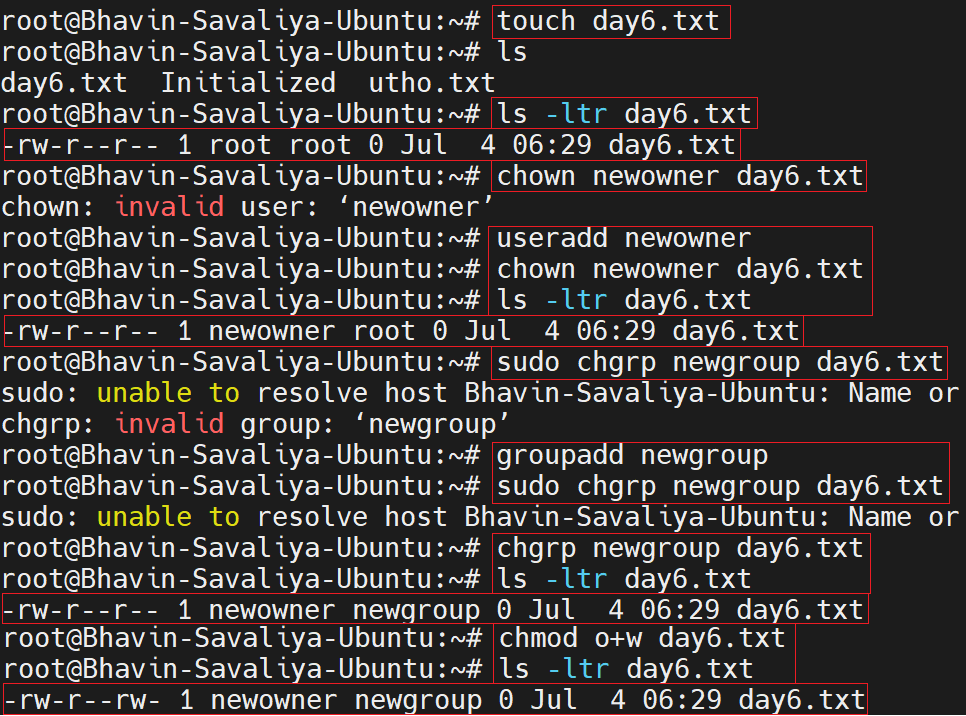 root@Bhavin-Savaliya-Ubuntu:~# touch day6.txt
root@Bhavin-Savaliya-Ubuntu:~# ls
day6.txt  Initialized  utho.txt
root@Bhavin-Savaliya-Ubuntu:~# ls -ltr day6.txt
-rw-r--r-- 1 root root 0 Jul  4 06:29 day6.txt
root@Bhavin-Savaliya-Ubuntu:~# chown newowner day6.txt
chown: invalid user: ‘newowner’
root@Bhavin-Savaliya-Ubuntu:~# useradd newowner
root@Bhavin-Savaliya-Ubuntu:~# chown newowner day6.txt
root@Bhavin-Savaliya-Ubuntu:~# ls -ltr day6.txt
-rw-r--r-- 1 newowner root 0 Jul  4 06:29 day6.txt
root@Bhavin-Savaliya-Ubuntu:~# sudo chgrp newgroup day6.txt
sudo: unable to resolve host Bhavin-Savaliya-Ubuntu: Name or
chgrp: invalid group: ‘newgroup’
root@Bhavin-Savaliya-Ubuntu:~# groupadd newgroup
root@Bhavin-Savaliya-Ubuntu:~# sudo chgrp newgroup day6.txt
sudo: unable to resolve host Bhavin-Savaliya-Ubuntu: Name or
root@Bhavin-Savaliya-Ubuntu:~# chgrp newgroup day6.txt
root@Bhavin-Savaliya-Ubuntu:~# ls -ltr day6.txt
-rw-r--r-- 1 newowner newgroup 0 Jul  4 06:29 day6.txt
root@Bhavin-Savaliya-Ubuntu:~# chmod o+w day6.txt
root@Bhavin-Savaliya-Ubuntu:~# ls -ltr day6.txt
-rw-r--rw- 1 newowner newgroup 0 Jul  4 06:29 day6.txt